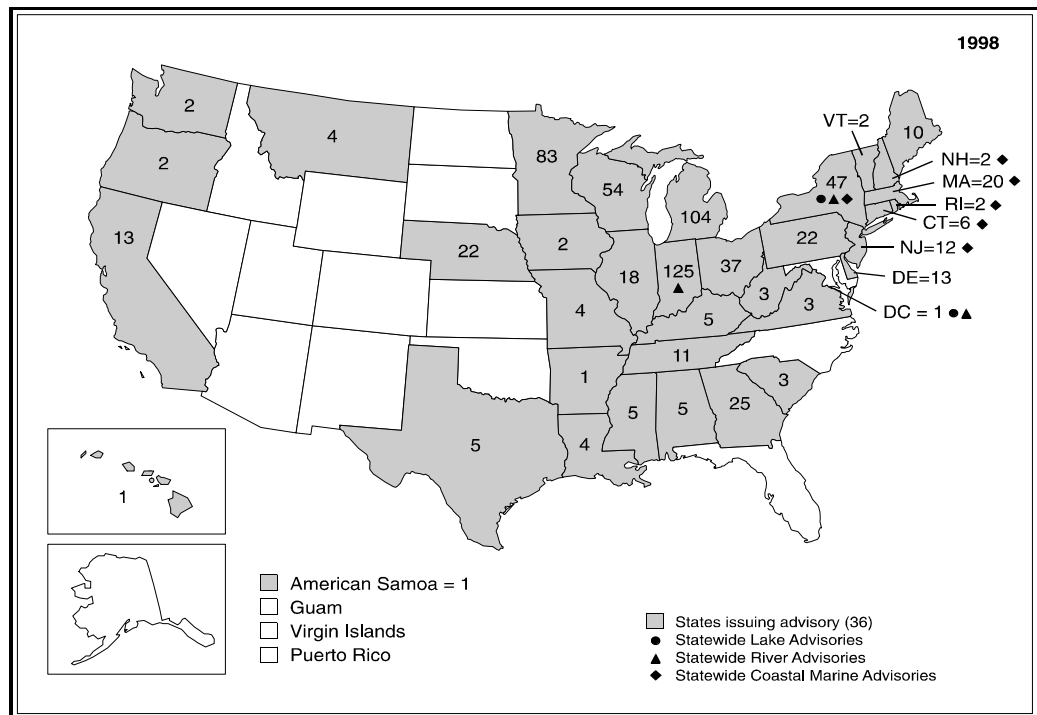 1998
VT=2
2
10
4
83
NH=2 ◆
2
54
47
MA=20 ◆
● ▲ ◆
RI=2 ◆
104
CT=6 ◆
13
22
2
22
NJ=12 ◆
18
125
37
DE=13
▲
3
3
DC = 1 ●▲
4
5
11
1
3
5
5
25
5
4
1
American Samoa = 1
Guam
Virgin Islands
Puerto Rico
States issuing advisory (36)
● Statewide Lake Advisories
▲ Statewide River Advisories
◆ Statewide Coastal Marine Advisories